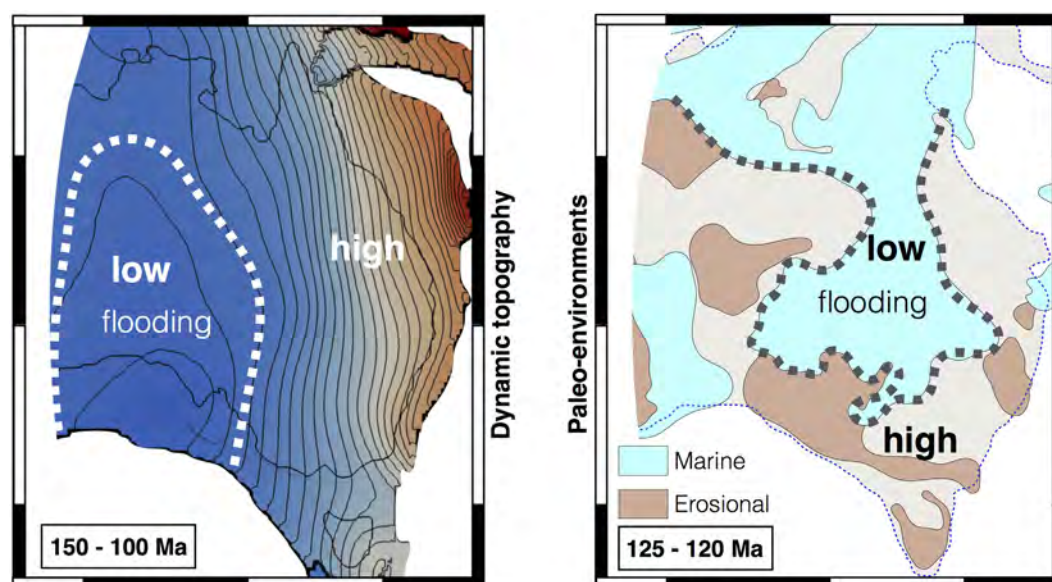 low
flooding
high
150 - 100 Ma
Dynamic topography
Paleo-environments
low
flooding
high
Marine
Erosional
125 - 120 Ma